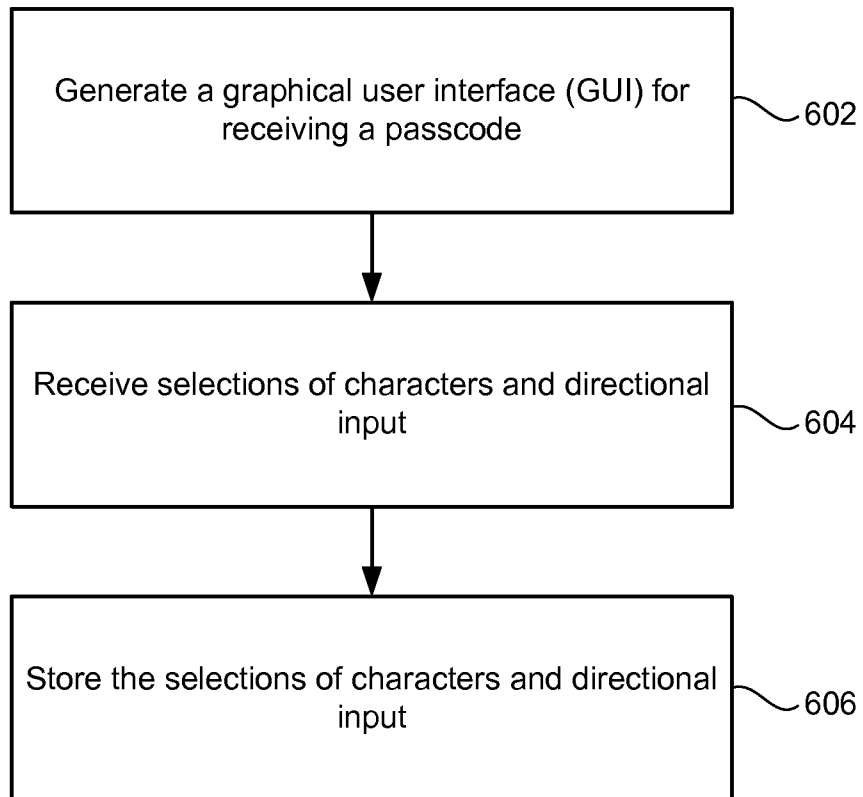 Generate a graphical user interface (GUI) for
receiving a passcode
602
Receive selections of characters and directional
input
604
Store the selections of characters and directional
input
606